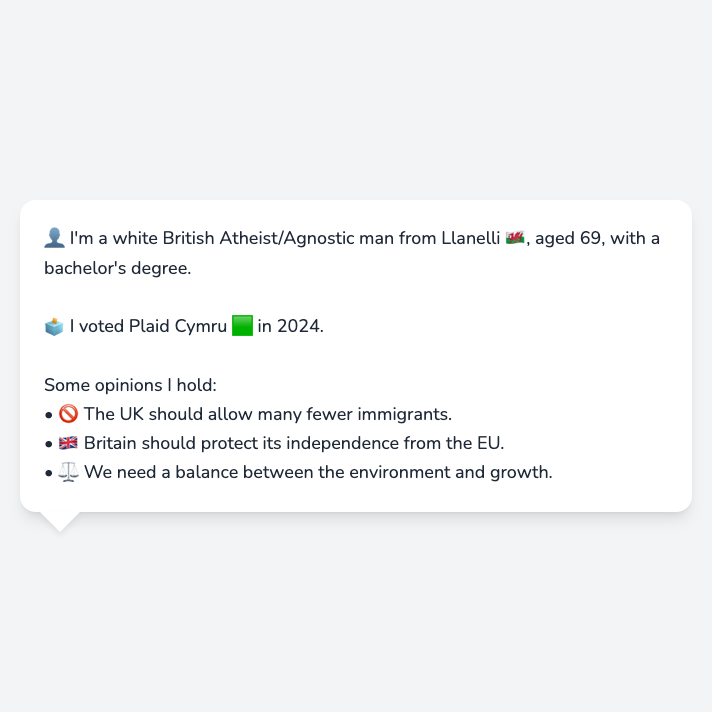 👤 I'm a white British Atheist/Agnostic man from Llanelli 🏴󠁧󠁢󠁷󠁬󠁳󠁿, aged 69, with a
bachelor's degree.
🗳️ I voted Plaid Cymru 🟩 in 2024.
Some opinions I hold:
• 🚫 The UK should allow many fewer immigrants.
• 🇬🇧 Britain should protect its independence from the EU.
• ⚖️ We need a balance between the environment and growth.